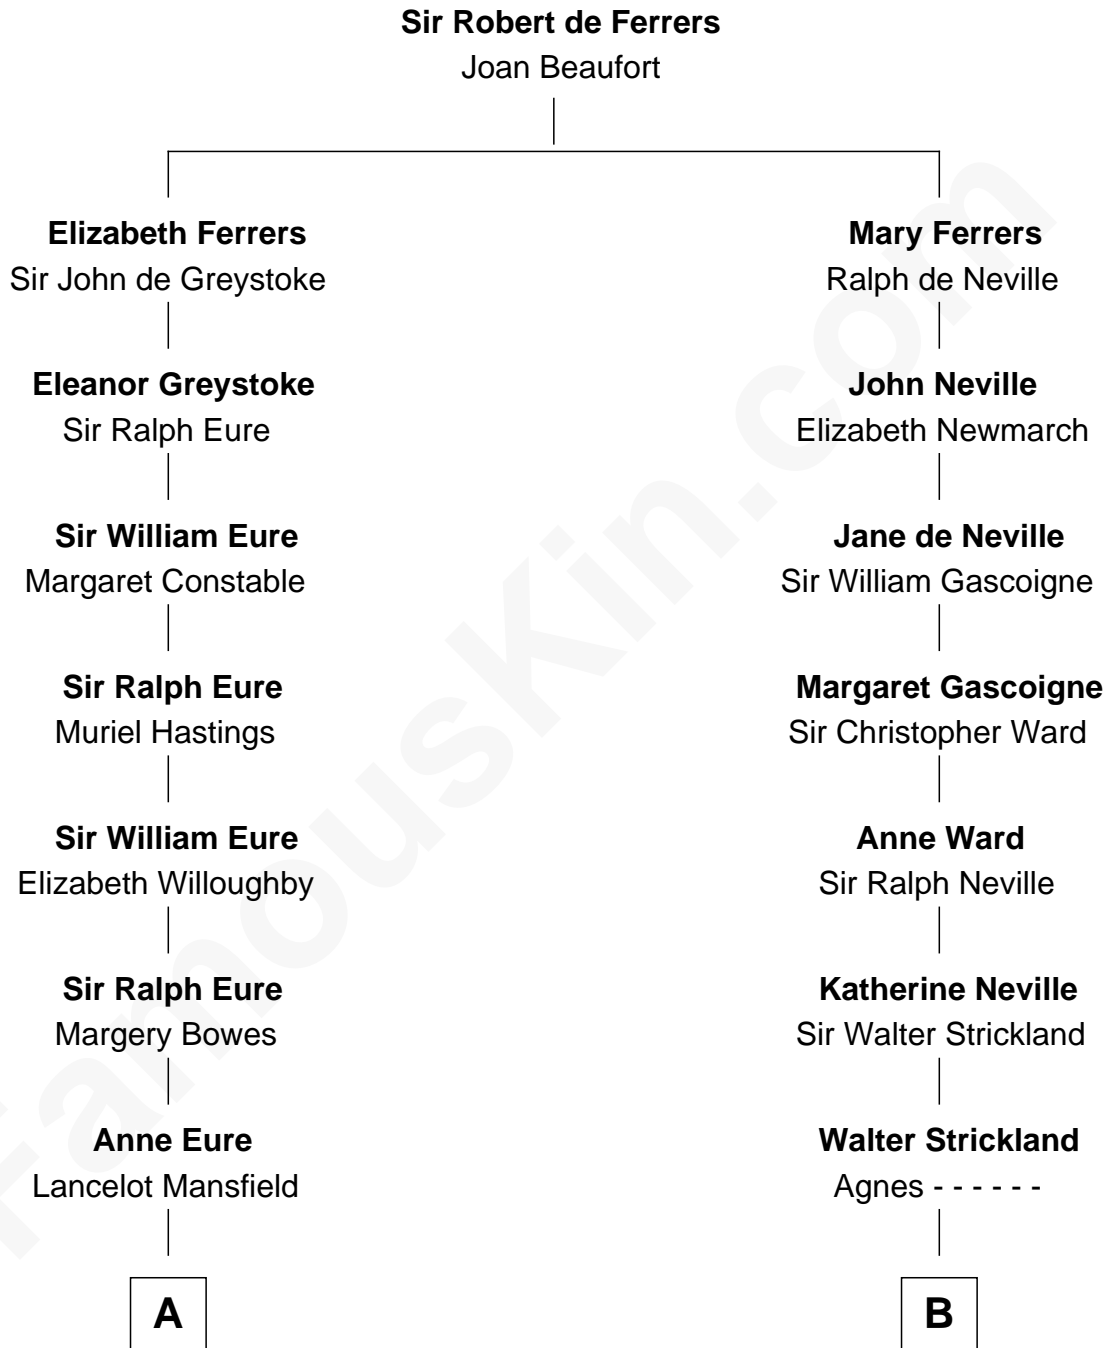 Sir Robert de Ferrers
Joan Beaufort
Elizabeth Ferrers
Sir John de Greystoke
Mary Ferrers
Ralph de Neville
Eleanor Greystoke
Sir Ralph Eure
John Neville
Elizabeth Newmarch
Sir William Eure
Margaret Constable
Jane de Neville
Sir William Gascoigne
Sir Ralph Eure
Muriel Hastings
Margaret Gascoigne
Sir Christopher Ward
Sir William Eure
Elizabeth Willoughby
Anne Ward
Sir Ralph Neville
Sir Ralph Eure
Margery Bowes
Katherine Neville
Sir Walter Strickland
Anne Eure
Lancelot Mansfield
Walter Strickland
Agnes - - - - - -
A
B
FamousKin.com